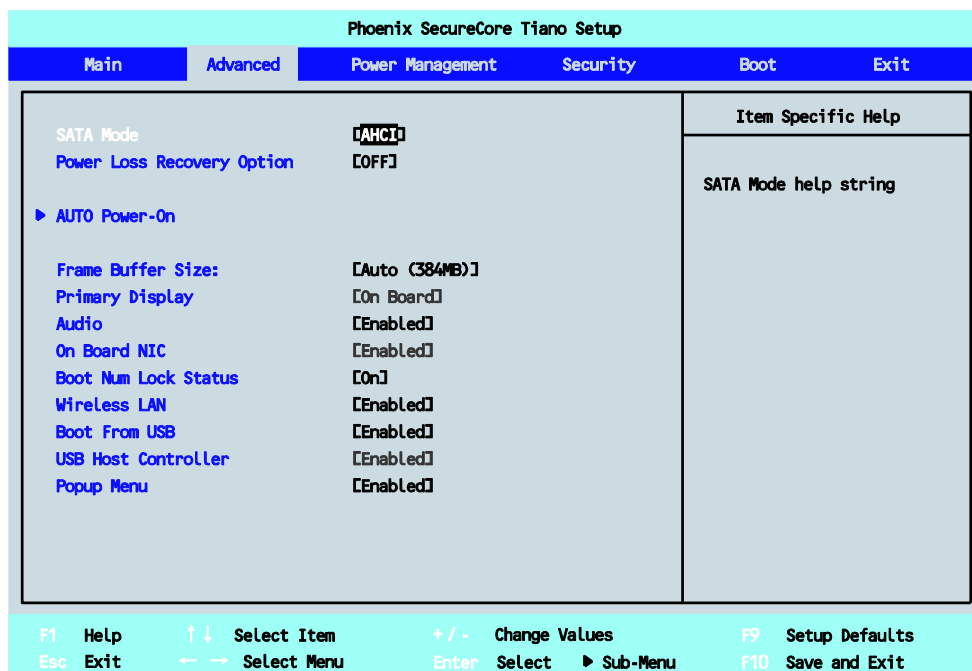 Phoenix SecureCore Tiano Setup
Main Advanced Power Management Security Boot Exit
Item Specific Help
SATA Mode [AHCI]
Power Loss Recovery Option [OFF]
SATA Mode help string
AUTO Power-On
Frame Buffer Size: [Auto (384MB)]
Primary Display [On Board]
Audio [Enabled]
On Board NIC [Enabled]
Boot Num Lock Status [On]
Wireless LAN [Enabled]
Boot From USB [Enabled]
USB Host Controller [Enabled]
Popup Menu [Enabled]
F1 Help ↑ ↓ Select Item + / - Change Values F9 Setup Defaults
Esc Exit ← → Select Menu Enter Select ▶ Sub-Menu F10 Save and Exit